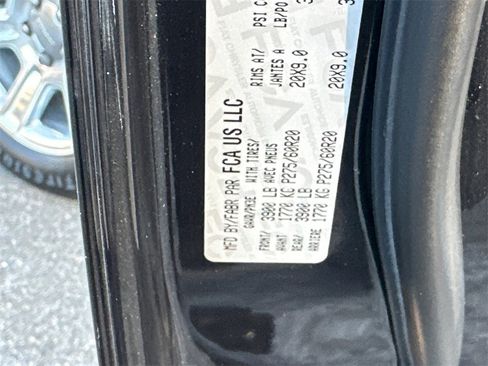 MFD BY/FABR PAR FCA US LLC
GAWR/PNBE WITH TIRES/ RIMS AT/ PSI C
AVEC PNEUS JANTES A LB/PO
FRONT/ 3900 LB P275/60R20 20X9.0
AVANT 1770 KG
REAR/ 3900 LB P275/60R20 20X9.0
ARRIERE 1770 KG